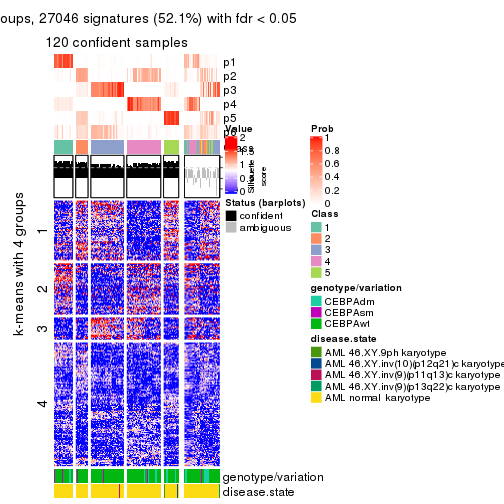 oups, 27046 signatures (52.1%) with fdr < 0.05
120 confident samples
p1
p2
p3
p4
p5
Value
2
1.5
1
0.5
0
Silhouette
score
Status (barplots)
confident
ambiguous
Prob
1
0.8
0.6
0.4
0.2
0
Class
1
2
3
4
5
genotype/variation
CEBPAdm
CEBPAsm
CEBPAwt
disease.state
AML 46.XY.9ph karyotype
AML 46.XY.inv(10)(p12q21)c karyotype
AML 46.XY.inv(9)(p11q13)c karyotype
AML 46.XY.inv(9)(p13q22)c karyotype
AML normal karyotype
k-means with 4 groups
1
2
3
4
genotype/variation
disease.state